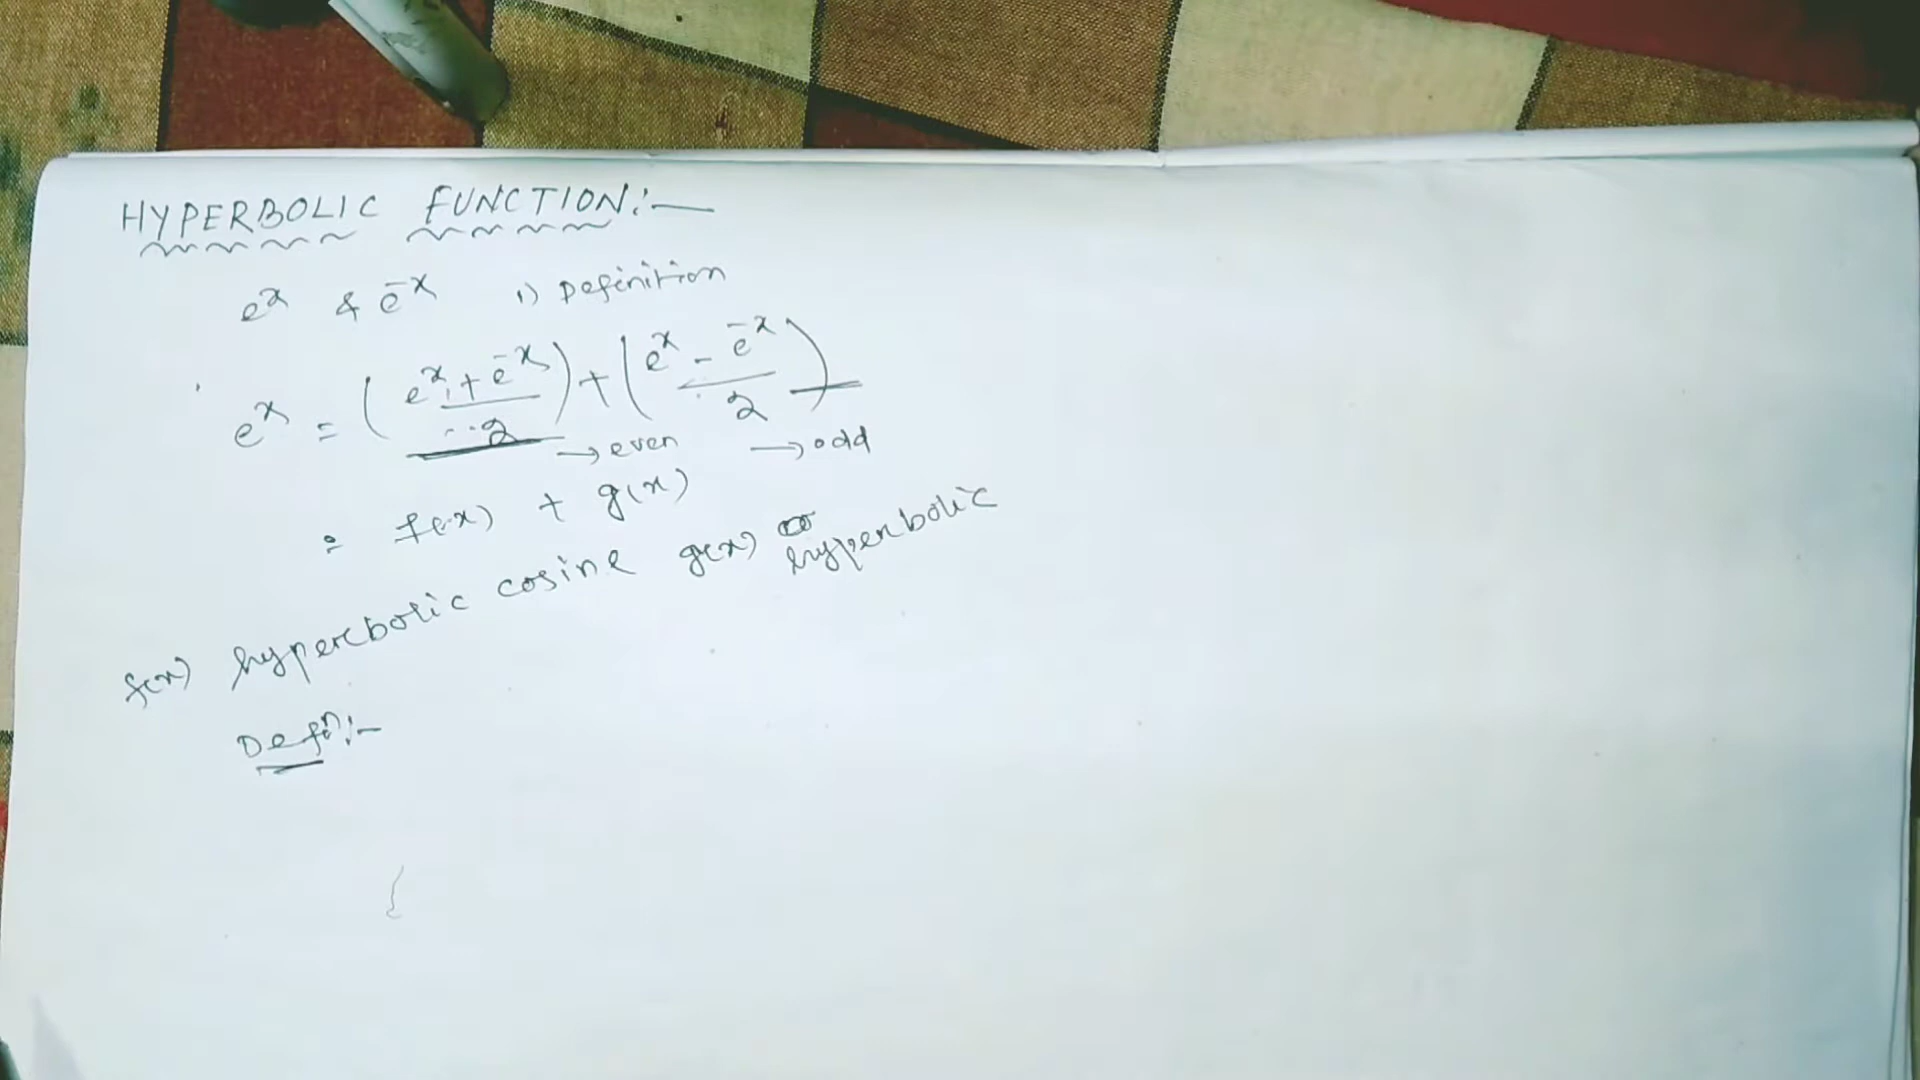 HYPERBOLIC FUNCTION:—
e^x & e^-x 1) Definition
e^x = (e^x + e^-x / 2) + (e^x - e^-x / 2)
→ even → odd
= f(x) + g(x)
f(x) hyperbolic cosine g(x) hyperbolic
Defn:-